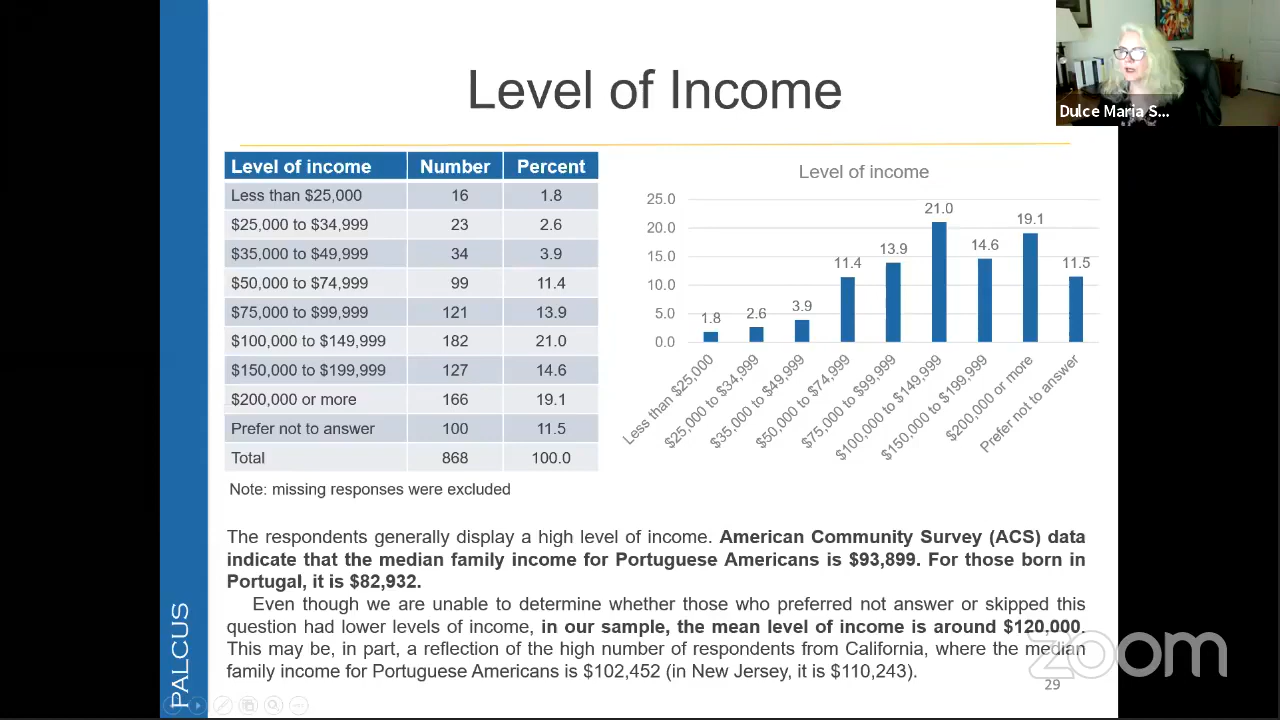 Level of Income
Dulce Maria S...
Level of income Number Percent
Less than $25,000 16 1.8
$25,000 to $34,999 23 2.6
$35,000 to $49,999 34 3.9
$50,000 to $74,999 99 11.4
$75,000 to $99,999 121 13.9
$100,000 to $149,999 182 21.0
$150,000 to $199,999 127 14.6
$200,000 or more 166 19.1
Prefer not to answer 100 11.5
Total 868 100.0
Note: missing responses were excluded
Level of income
25.0
20.0
15.0
10.0
5.0
0.0
1.8
2.6
3.9
11.4
13.9
21.0
14.6
19.1
11.5
Less than $25,000
$25,000 to $34,999
$35,000 to $49,999
$50,000 to $74,999
$75,000 to $99,999
$100,000 to $149,999
$150,000 to $199,999
$200,000 or more
Prefer not to answer
The respondents generally display a high level of income. American Community Survey (ACS) data
indicate that the median family income for Portuguese Americans is $93,899. For those born in
Portugal, it is $82,932.
Even though we are unable to determine whether those who preferred not answer or skipped this
question had lower levels of income, in our sample, the mean level of income is around $120,000.
This may be, in part, a reflection of the high number of respondents from California, where the median
family income for Portuguese Americans is $102,452 (in New Jersey, it is $110,243).
29
PALCUS
zoom